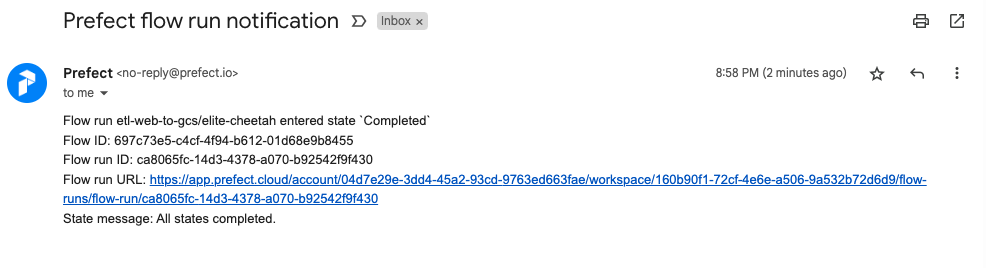 Prefect flow run notification Inbox ×
Prefect <no-reply@prefect.io> 8:58 PM (2 minutes ago)
to me
Flow run etl-web-to-gcs/elite-cheetah entered state `Completed`
Flow ID: 697c73e5-c4cf-4f94-b612-01d68e9b8455
Flow run ID: ca8065fc-14d3-4378-a070-b92542f9f430
Flow run URL: https://app.prefect.cloud/account/04d7e29e-3dd4-45a2-93cd-9763ed663fae/workspace/160b90f1-72cf-4e6e-a506-9a532b72d6d9/flow-
runs/flow-run/ca8065fc-14d3-4378-a070-b92542f9f430
State message: All states completed.